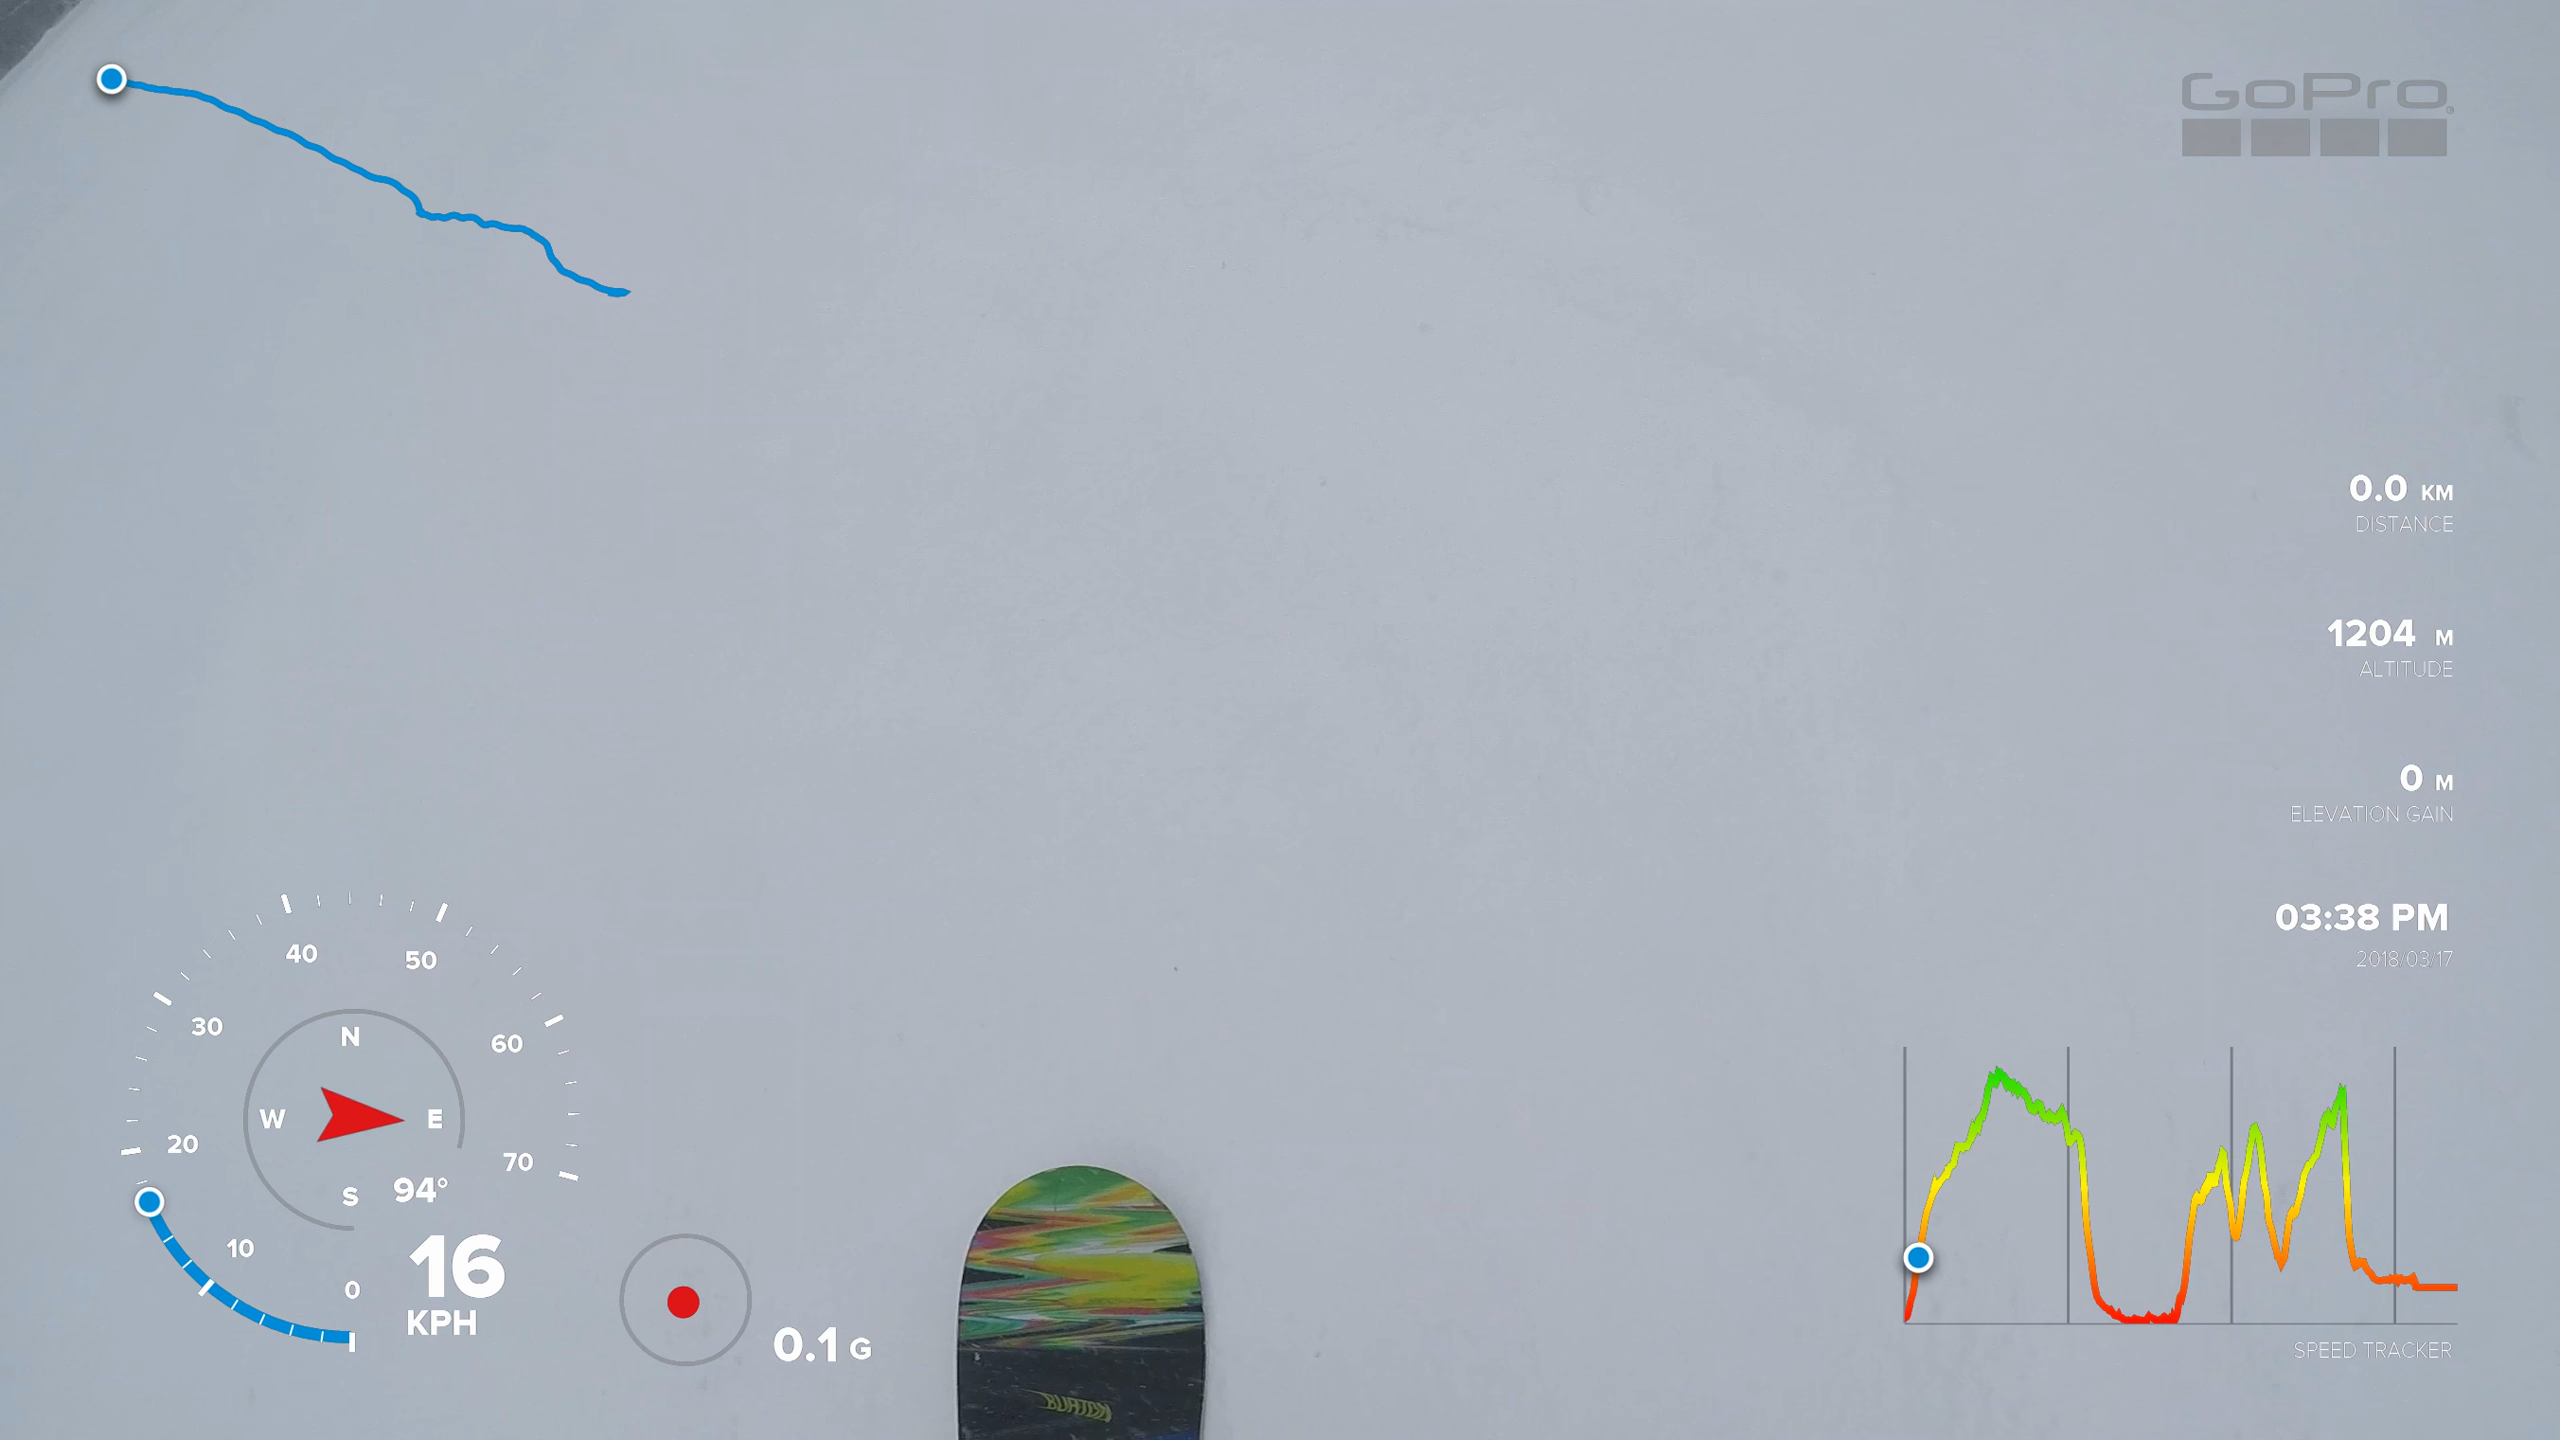 GoPro
0.0 KM
DISTANCE
1204 M
ALTITUDE
0 M
ELEVATION GAIN
03:38 PM
2018/03/17
40
50
30
60
N
W
E
20
70
S
94°
10
0
16
KPH
0.1 G
SPEED TRACKER
BURTON